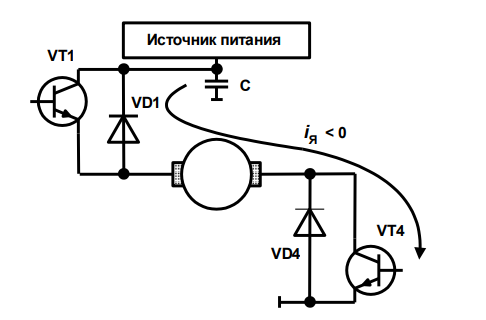 Источник питания
VT1
C
VD1
iЯ < 0
VT4
VD4